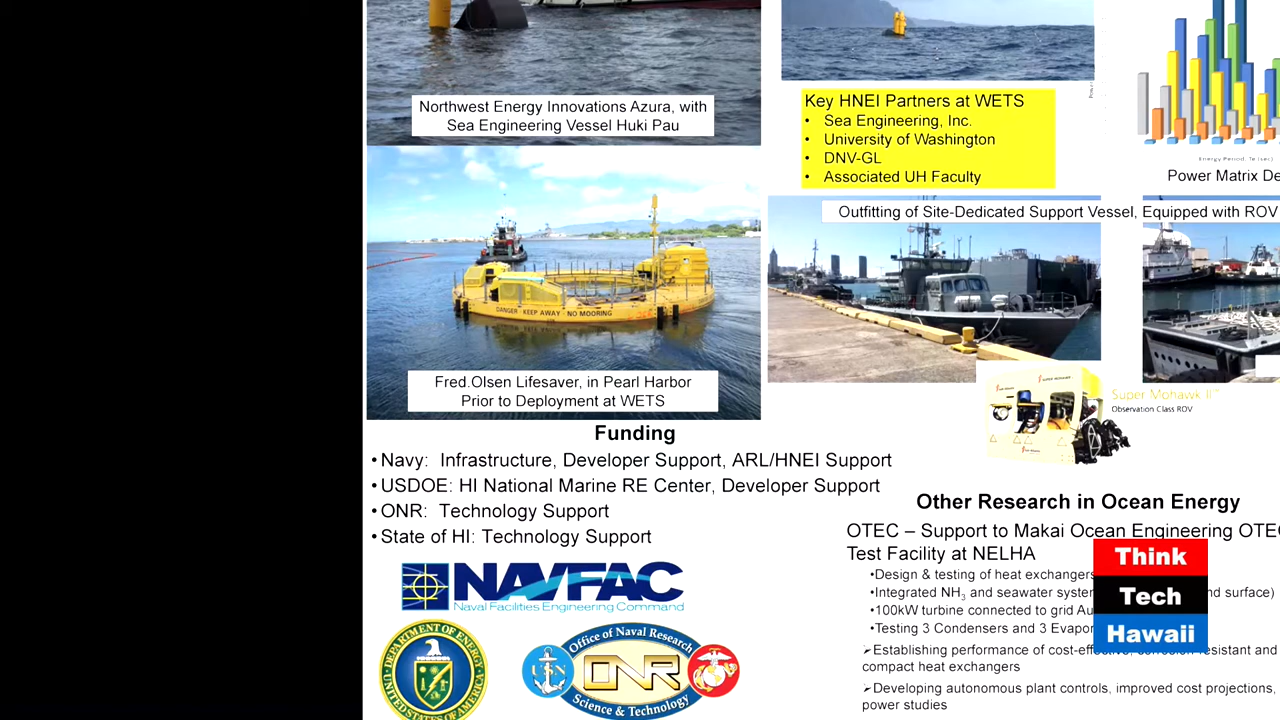 Northwest Energy Innovations Azura, with
Sea Engineering Vessel Huki Pau
Key HNEI Partners at WETS
• Sea Engineering, Inc.
• University of Washington
• DNV-GL
• Associated UH Faculty
Energy Period, Te (sec)
Power Matrix De
Outfitting of Site-Dedicated Support Vessel, Equipped with ROV
DANGER - KEEP AWAY - NO MOORING
Fred.Olsen Lifesaver, in Pearl Harbor
Prior to Deployment at WETS
Super Mohawk II™
Observation Class ROV
Funding
• Navy: Infrastructure, Developer Support, ARL/HNEI Support
• USDOE: HI National Marine RE Center, Developer Support
• ONR: Technology Support
• State of HI: Technology Support
NAVFAC
Naval Facilities Engineering Command
DEPARTMENT OF ENERGY
UNITED STATES OF AMERICA
Office of Naval Research
ONR
Science & Technology
Other Research in Ocean Energy
OTEC – Support to Makai Ocean Engineering OTEC
Test Facility at NELHA
•Design & testing of heat exchangers
•Integrated NH3 and seawater system nd surface)
•100kW turbine connected to grid Au
•Testing 3 Condensers and 3 Evapor
➢Establishing performance of cost-effective, corrosion resistant and
compact heat exchangers
➢Developing autonomous plant controls, improved cost projections,
power studies
Think
Tech
Hawaii